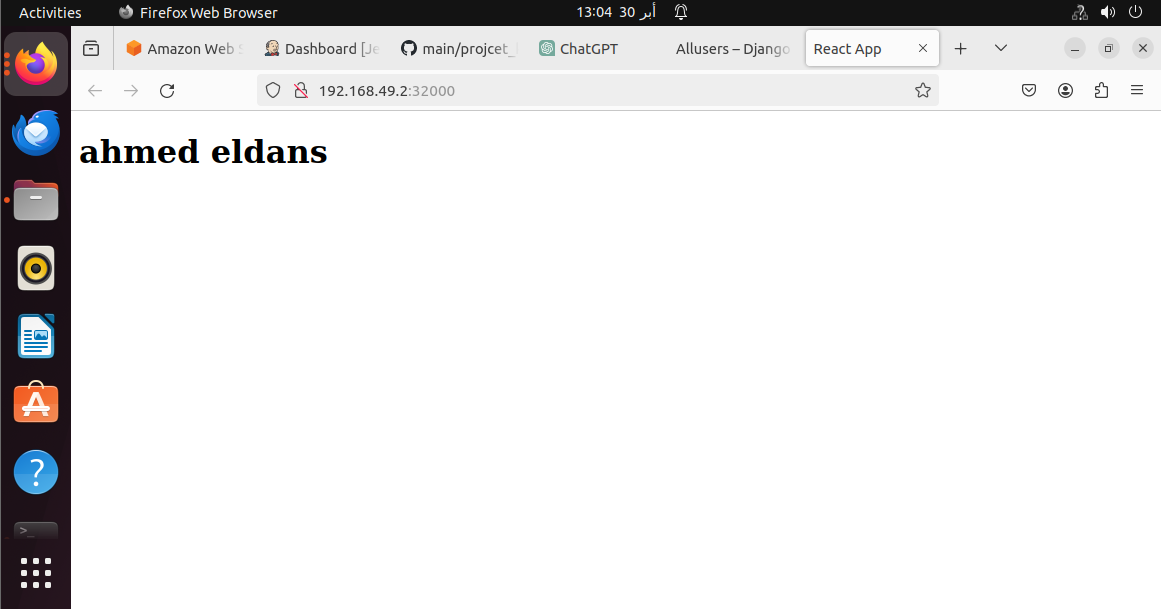 Activities Firefox Web Browser 13:04 30 أبر
Amazon Web S Dashboard [Je main/projcet_ ChatGPT Allusers – Django React App
192.168.49.2:32000
ahmed eldans